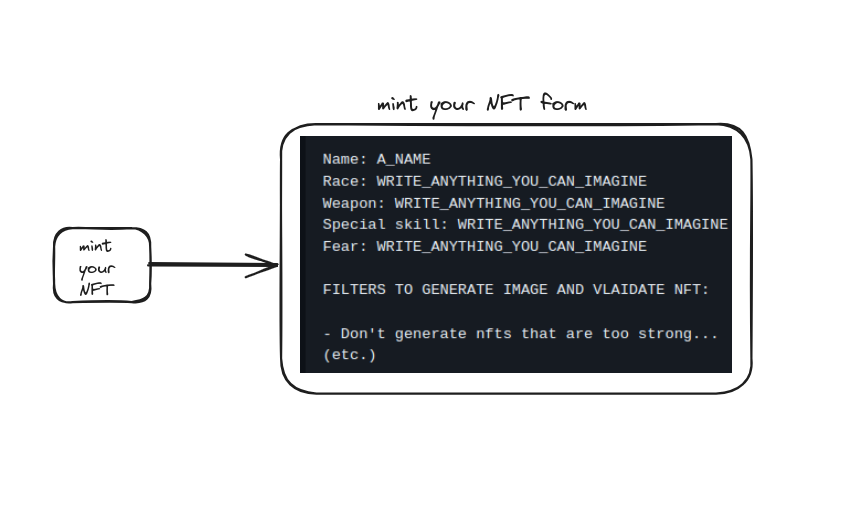 mint your NFT form
Name: A_NAME
Race: WRITE_ANYTHING_YOU_CAN_IMAGINE
Weapon: WRITE_ANYTHING_YOU_CAN_IMAGINE
Special skill: WRITE_ANYTHING_YOU_CAN_IMAGINE
Fear: WRITE_ANYTHING_YOU_CAN_IMAGINE
FILTERS TO GENERATE IMAGE AND VLAIDATE NFT:
- Don't generate nfts that are too strong...
(etc.)
mint
your
NFT